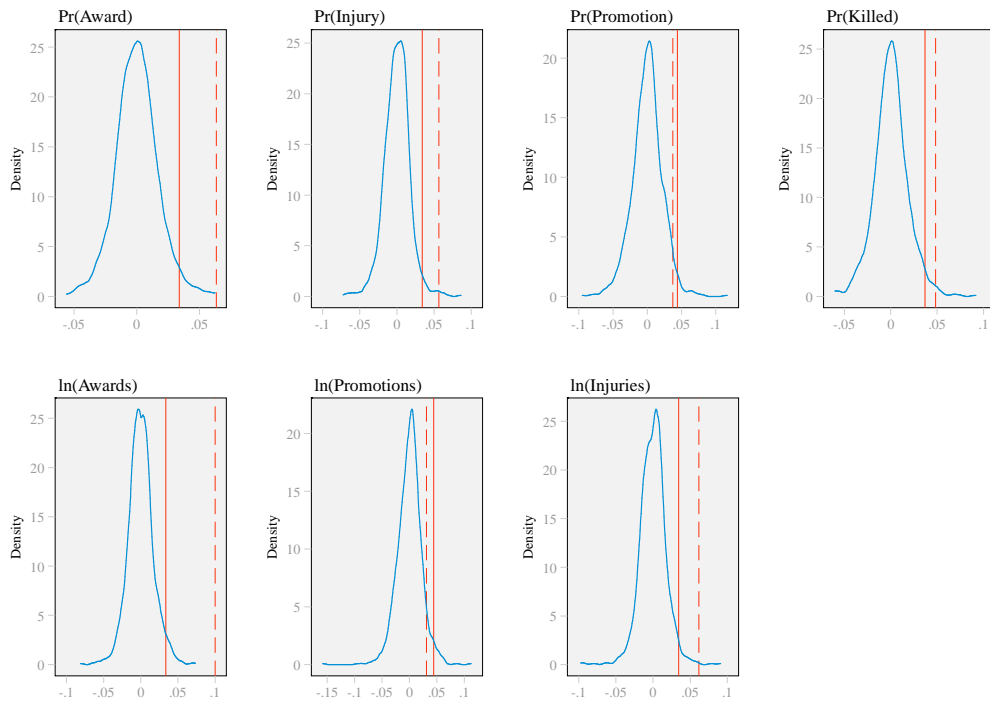 Pr(Award)
Density
25
20
15
10
5
0
-.05 0 .05
Pr(Injury)
Density
25
20
15
10
5
0
-.1 -.05 0 .05 .1
Pr(Promotion)
Density
20
15
10
5
0
-.1 -.05 0 .05 .1
Pr(Killed)
Density
25
20
15
10
5
0
-.05 0 .05 .1
ln(Awards)
Density
25
20
15
10
5
0
-.1 -.05 0 .05 .1
ln(Promotions)
Density
20
15
10
5
0
-.15 -.1 -.05 0 .05 .1
ln(Injuries)
Density
25
20
15
10
5
0
-.1 -.05 0 .05 .1